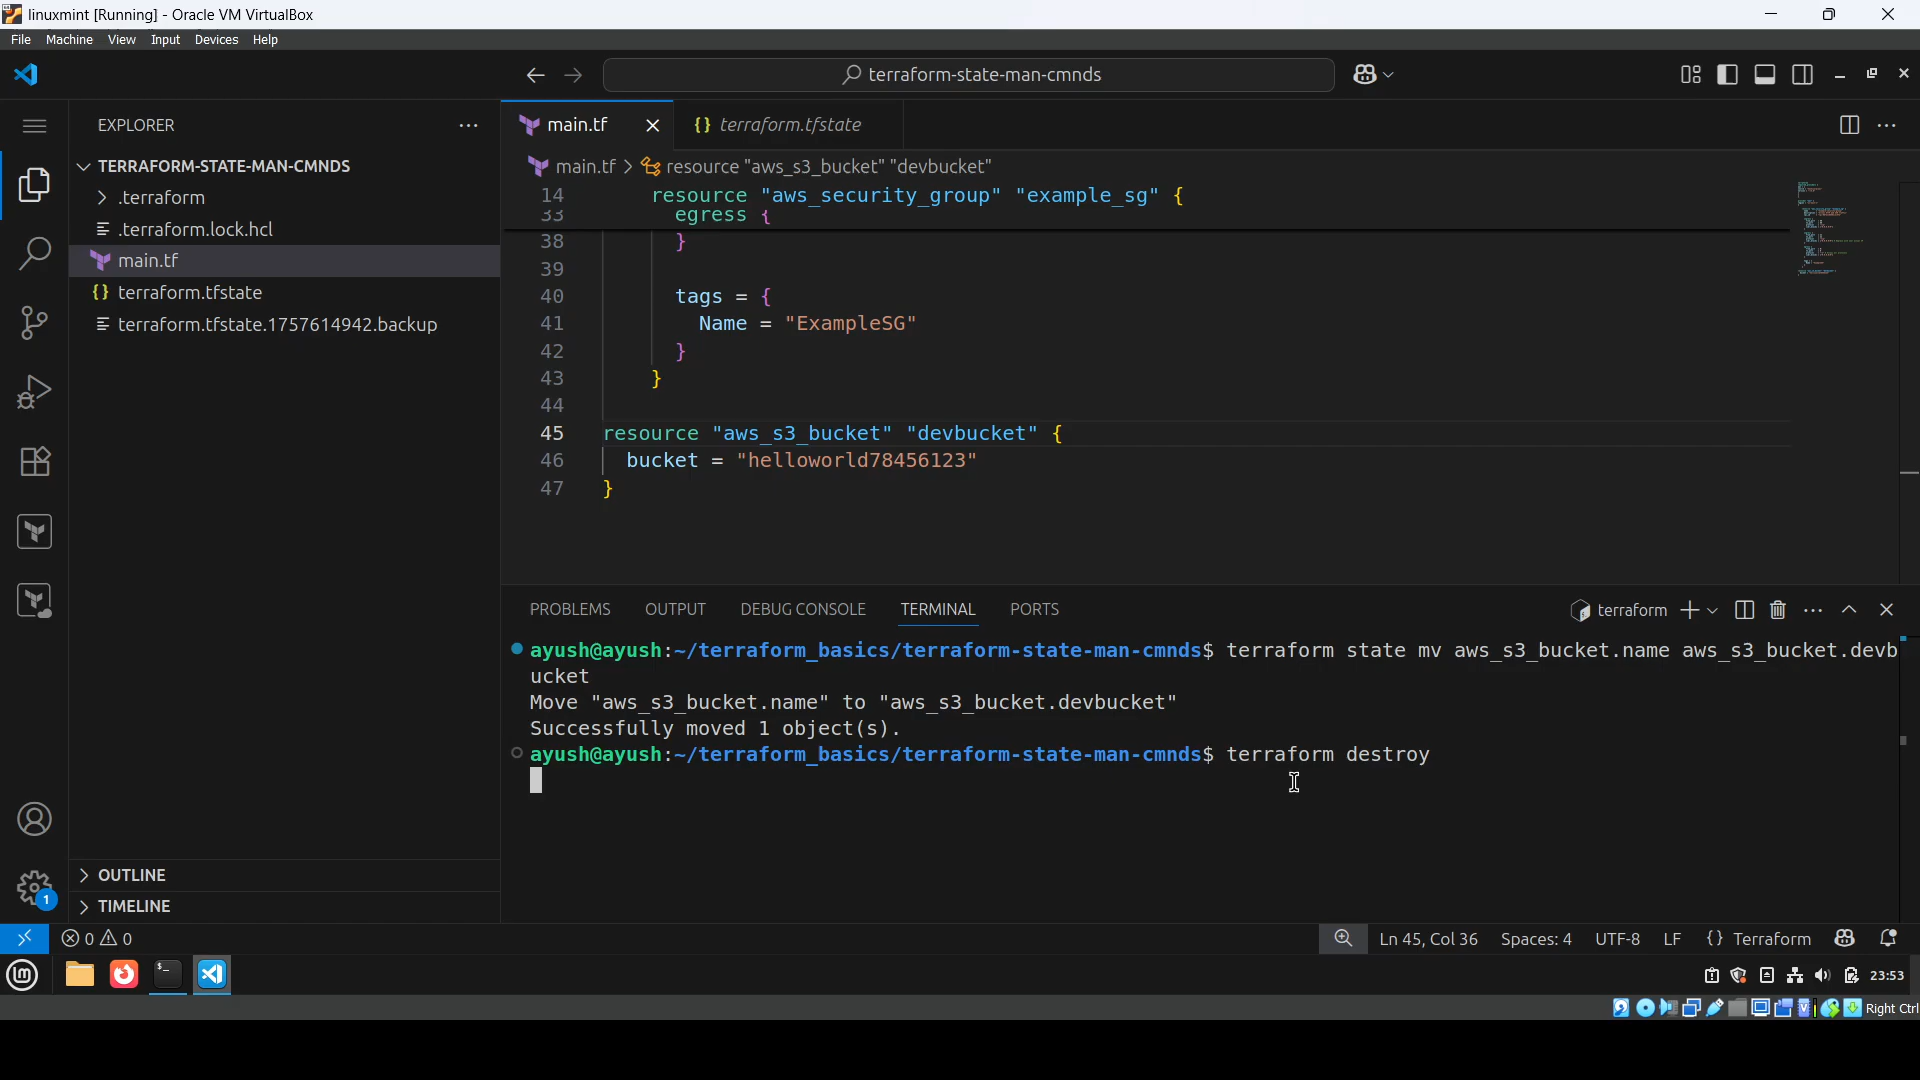 linuxmint [Running] - Oracle VM VirtualBox
File Machine View Input Devices Help
terraform-state-man-cmnds
EXPLORER
TERRAFORM-STATE-MAN-CMNDS
.terraform
.terraform.lock.hcl
main.tf
{} terraform.tfstate
terraform.tfstate.1757614942.backup
OUTLINE
TIMELINE
main.tf
{} terraform.tfstate
main.tf > resource "aws_s3_bucket" "devbucket"
14 resource "aws_security_group" "example_sg" {
33 egress {
38 }
39
40 tags = {
41 Name = "ExampleSG"
42 }
43 }
44
45 resource "aws_s3_bucket" "devbucket" {
46 bucket = "helloworld78456123"
47 }
PROBLEMS OUTPUT DEBUG CONSOLE TERMINAL PORTS
terraform
ayush@ayush:~/terraform_basics/terraform-state-man-cmnds$ terraform state mv aws_s3_bucket.name aws_s3_bucket.devb
ucket
Move "aws_s3_bucket.name" to "aws_s3_bucket.devbucket"
Successfully moved 1 object(s).
ayush@ayush:~/terraform_basics/terraform-state-man-cmnds$ terraform destroy
1
0 0
Ln 45, Col 36 Spaces: 4 UTF-8 LF {} Terraform
23:53
Right Ctrl